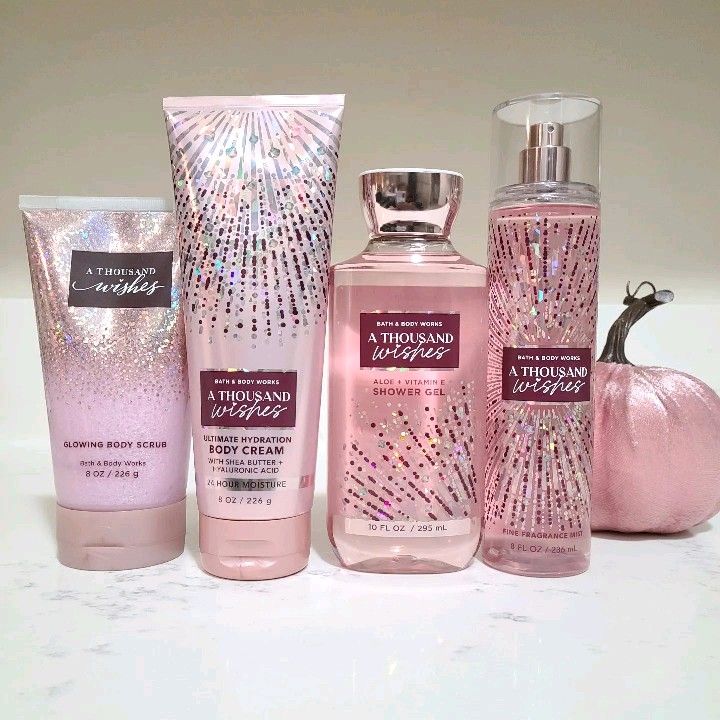 A THOUSAND
wishes
GLOWING BODY SCRUB
Bath & Body Works
8 OZ / 226 g
BATH & BODY WORKS
A THOUSAND
wishes
ULTIMATE HYDRATION
BODY CREAM
WITH SHEA BUTTER +
HYALURONIC ACID
24 HOUR MOISTURE
8 OZ / 226 g
BATH & BODY WORKS
A THOUSAND
wishes
ALOE + VITAMIN E
SHOWER GEL
10 FL OZ / 295 mL
BATH & BODY WORKS
A THOUSAND
wishes
FINE FRAGRANCE MIST
8 FL OZ / 236 mL